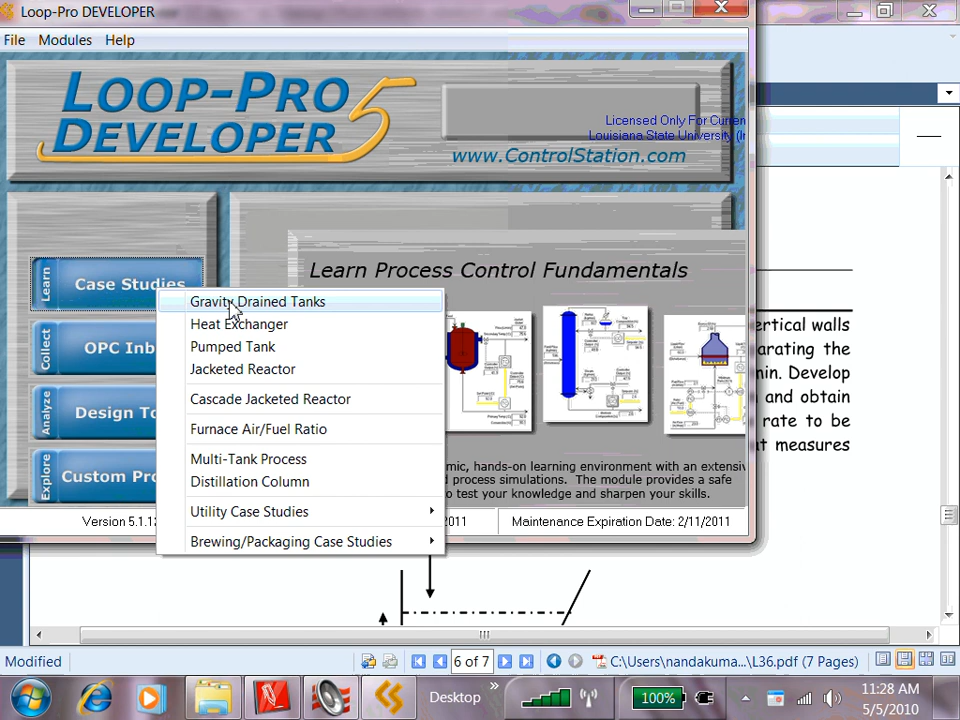 Loop-Pro DEVELOPER
File Modules Help
LOOP-PRO
DEVELOPER 5
Licensed Only For Curren
Louisiana State University (In
www.ControlStation.com
Learn Case Studies
Collect OPC Inb
Analyze Design To
Explore Custom Pro
Gravity Drained Tanks
Heat Exchanger
Pumped Tank
Jacketed Reactor
Cascade Jacketed Reactor
Furnace Air/Fuel Ratio
Multi-Tank Process
Distillation Column
Utility Case Studies
Brewing/Packaging Case Studies
Learn Process Control Fundamentals
mic, hands-on learning environment with an extensiv
process simulations. The module provides a safe
to test your knowledge and sharpen your skills.
Version 5.1.1
2011
Maintenance Expiration Date: 2/11/2011
ertical walls
arating the
nin. Develop
n and obtain
rate to be
at measures
Modified
6 of 7
C:\Users\nandakuma...\L36.pdf (7 Pages)
Desktop
100%
11:28 AM
5/5/2010